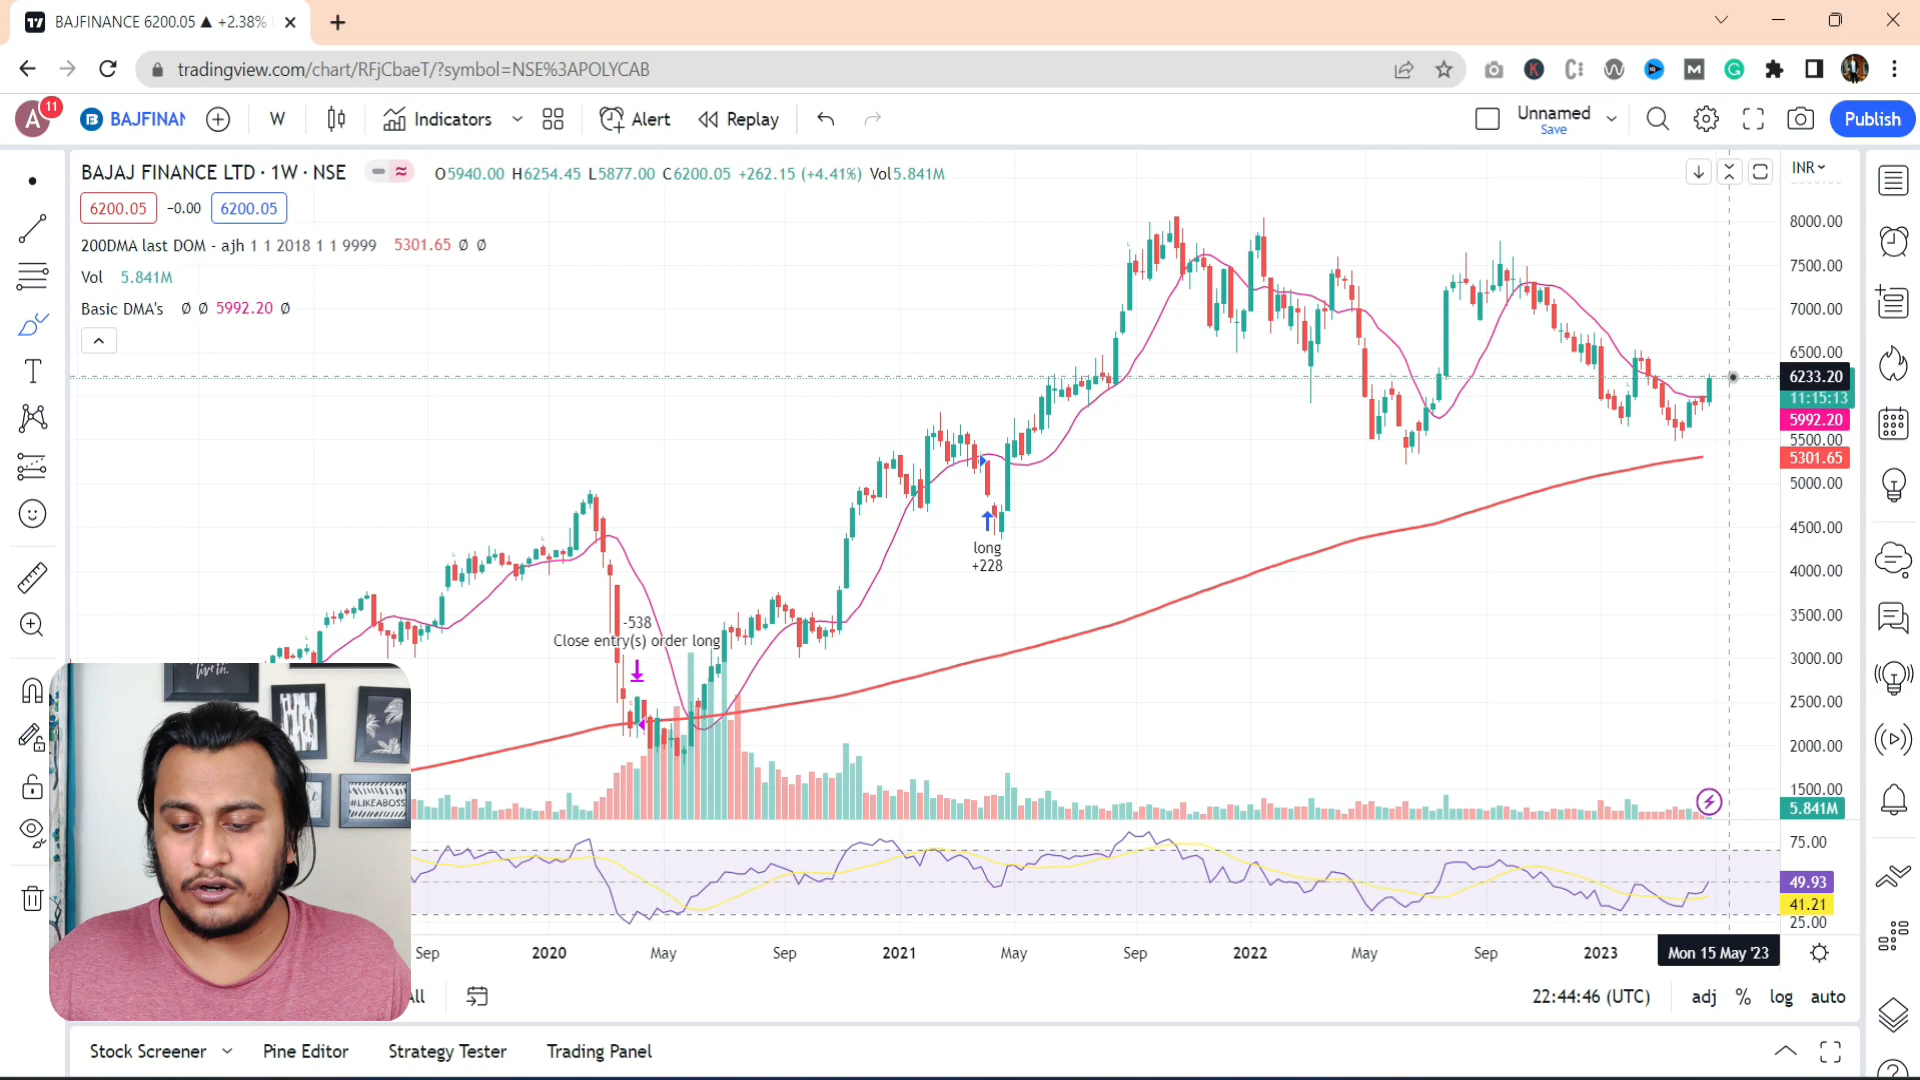 BAJFINANCE 6200.05 ▲ +2.38%
tradingview.com/chart/RFjCbaeT/?symbol=NSE%3APOLYCAB
A
11
BAJFINAN
W
Indicators
Alert
Replay
Unnamed
Save
Publish
BAJAJ FINANCE LTD · 1W · NSE
O5940.00 H6254.45 L5877.00 C6200.05 +262.15 (+4.41%) Vol5.841M
INR
6200.05
-0.00
6200.05
200DMA last DOM - ajh 1 1 2018 1 1 9999 5301.65 Ø Ø
Vol 5.841M
Basic DMA's Ø Ø 5992.20 Ø
8000.00
7500.00
7000.00
6500.00
6233.20
11:15:13
5992.20
5500.00
5301.65
5000.00
4500.00
4000.00
3500.00
3000.00
2500.00
2000.00
1500.00
5.841M
long
+228
-538
Close entry(s) order long
live in.
#LIKEABOSS
75.00
49.93
41.21
25.00
Sep
2020
May
Sep
2021
May
Sep
2022
May
Sep
2023
Mon 15 May '23
22:44:46 (UTC)
adj
%
log
auto
Stock Screener
Pine Editor
Strategy Tester
Trading Panel